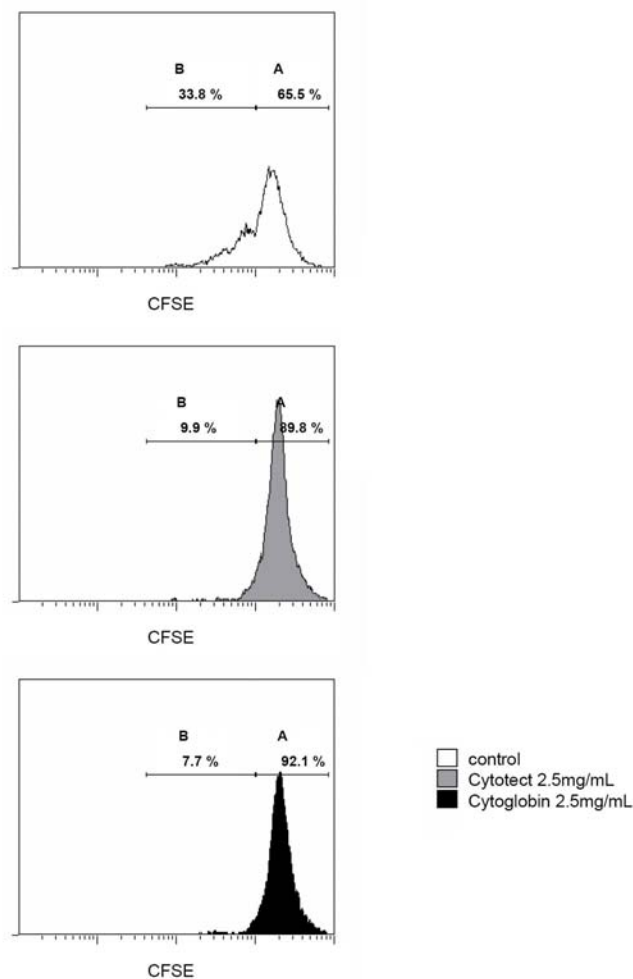 B A
33.8 % 65.5 %
CFSE
B A
9.9 % 89.8 %
CFSE
B A
7.7 % 92.1 %
control
Cytotect 2.5mg/mL
Cytoglobin 2.5mg/mL
CFSE